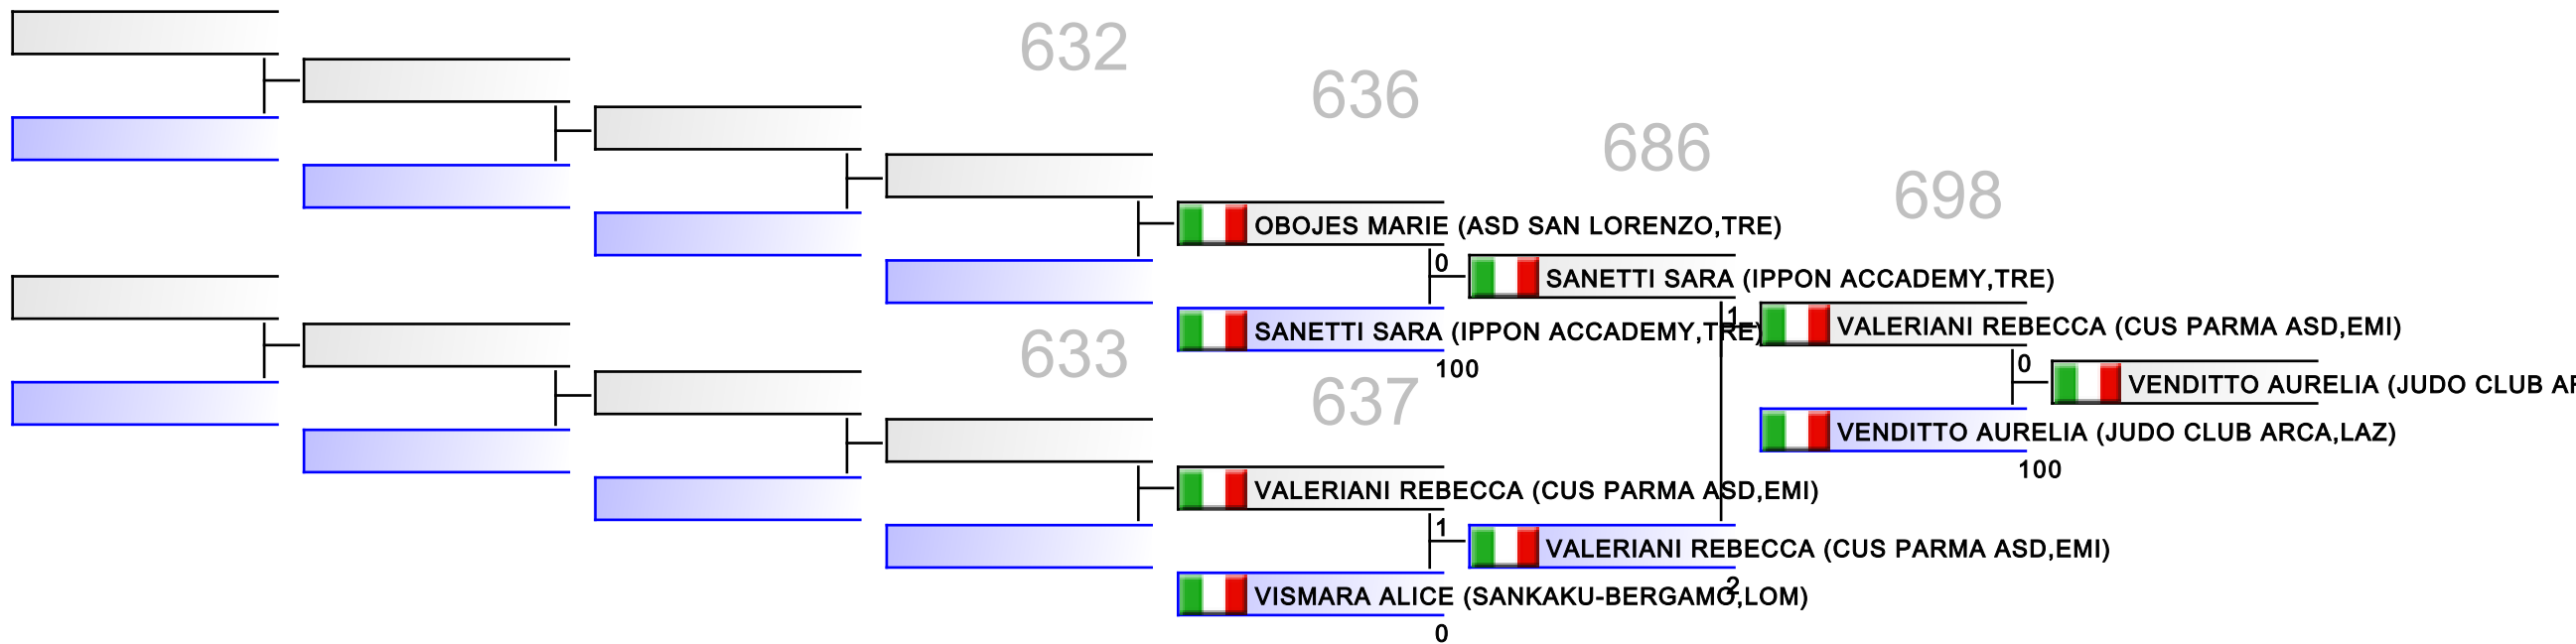 632
636
686
698
OBOJES MARIE (ASD SAN LORENZO,TRE)
0
SANETTI SARA (IPPON ACCADEMY,TRE)
1
SANETTI SARA (IPPON ACCADEMY,TRE)
VALERIANI REBECCA (CUS PARMA ASD,EMI)
633
0
100
637
VENDITTO AURELIA (JUDO CLUB
VENDITTO AURELIA (JUDO CLUB ARCA,LAZ)
100
VALERIANI REBECCA (CUS PARMA ASD,EMI)
1
VALERIANI REBECCA (CUS PARMA ASD,EMI)
2
VISMARA ALICE (SANKAKU-BERGAMO,LOM)
0